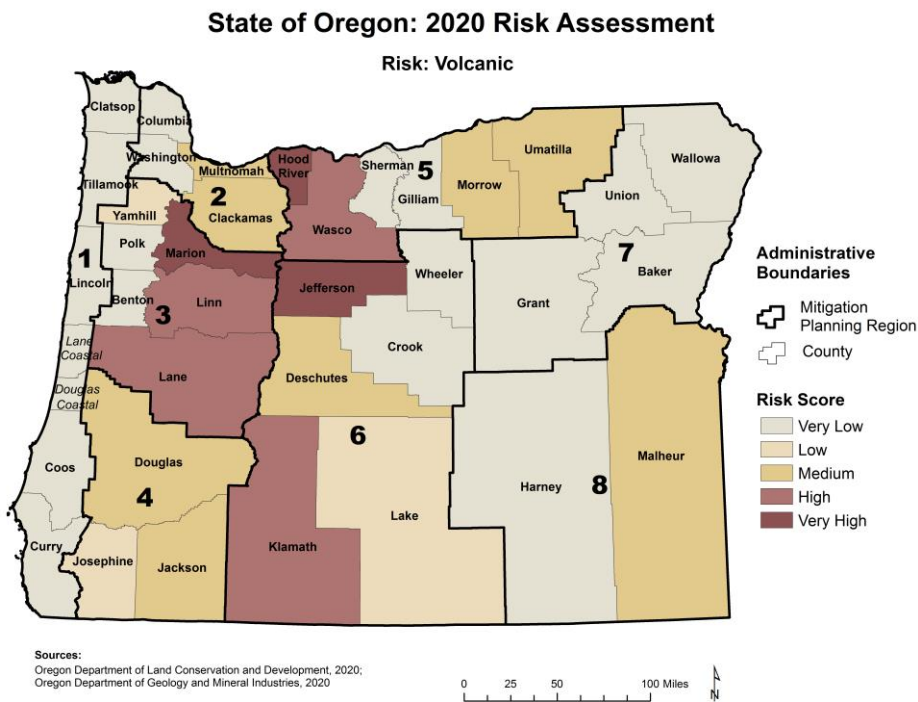 State of Oregon: 2020 Risk Assessment
Risk: Volcanic
Clatsop
Columbia
Washington
Tillamook
Multnomah
Hood
River
Sherman
5
Gilliam
Morrow
Umatilla
Wallowa
Union
2
Clackamas
Yamhill
Wasco
Polk
Marion
1
Lincoln
Benton
3
Linn
Jefferson
Wheeler
Grant
7
Baker
Lane
Coastal
Lane
Crook
Deschutes
Douglas
Coastal
6
Coos
Douglas
4
Malheur
Harney
8
Lake
Klamath
Curry
Josephine
Jackson
Administrative
Boundaries
Mitigation
Planning Region
County
Risk Score
Very Low
Low
Medium
High
Very High
Sources:
Oregon Department of Land Conservation and Development, 2020;
Oregon Department of Geology and Mineral Industries, 2020
0 25 50 100 Miles
N